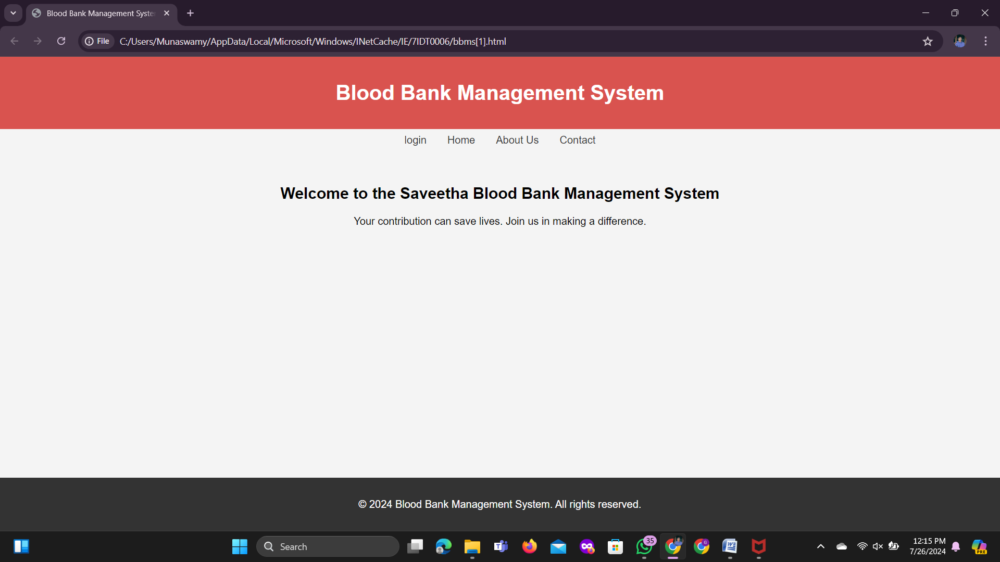 Blood Bank Management Syste
File
C:/Users/Munaswamy/AppData/Local/Microsoft/Windows/INetCache/IE/7IDT0006/bbms[1].html
Blood Bank Management System
login Home About Us Contact
Welcome to the Saveetha Blood Bank Management System
Your contribution can save lives. Join us in making a difference.
© 2024 Blood Bank Management System. All rights reserved.
Search
35
G
12:15 PM
7/26/2024
PRE